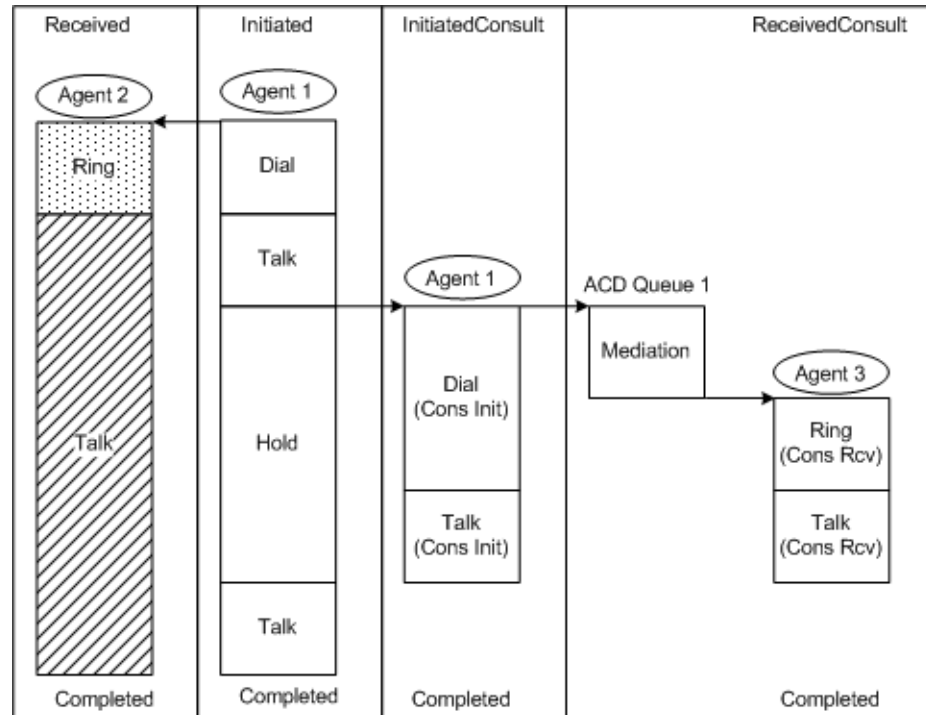 Received
Initiated
InitiatedConsult
ReceivedConsult
Agent 2
Agent 1
Ring
Dial
Talk
Agent 1
ACD Queue 1
Mediation
Agent 3
Talk
Hold
Dial
(Cons Init)
Ring
(Cons Rcv)
Talk
(Cons Init)
Talk
(Cons Rcv)
Talk
Completed
Completed
Completed
Completed